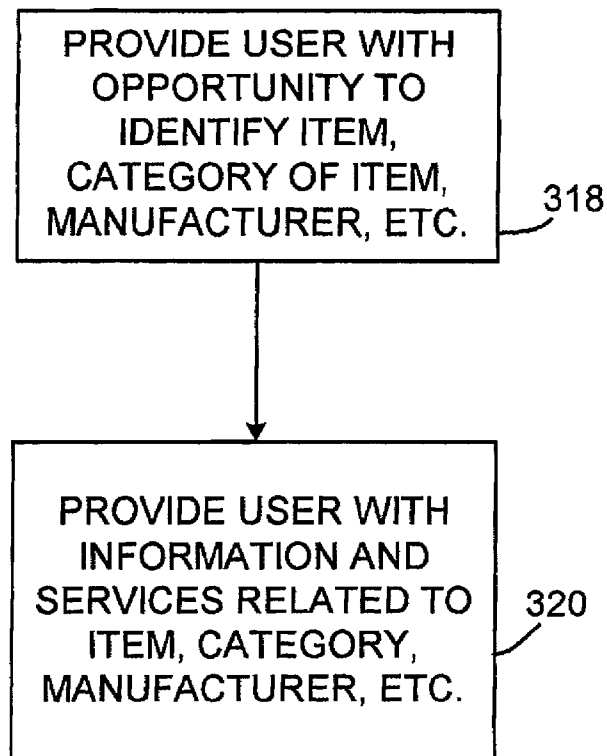 PROVIDE USER WITH
OPPORTUNITY TO
IDENTIFY ITEM,
CATEGORY OF ITEM,
MANUFACTURER, ETC.
318
PROVIDE USER WITH
INFORMATION AND
SERVICES RELATED TO
ITEM, CATEGORY,
MANUFACTURER, ETC.
320